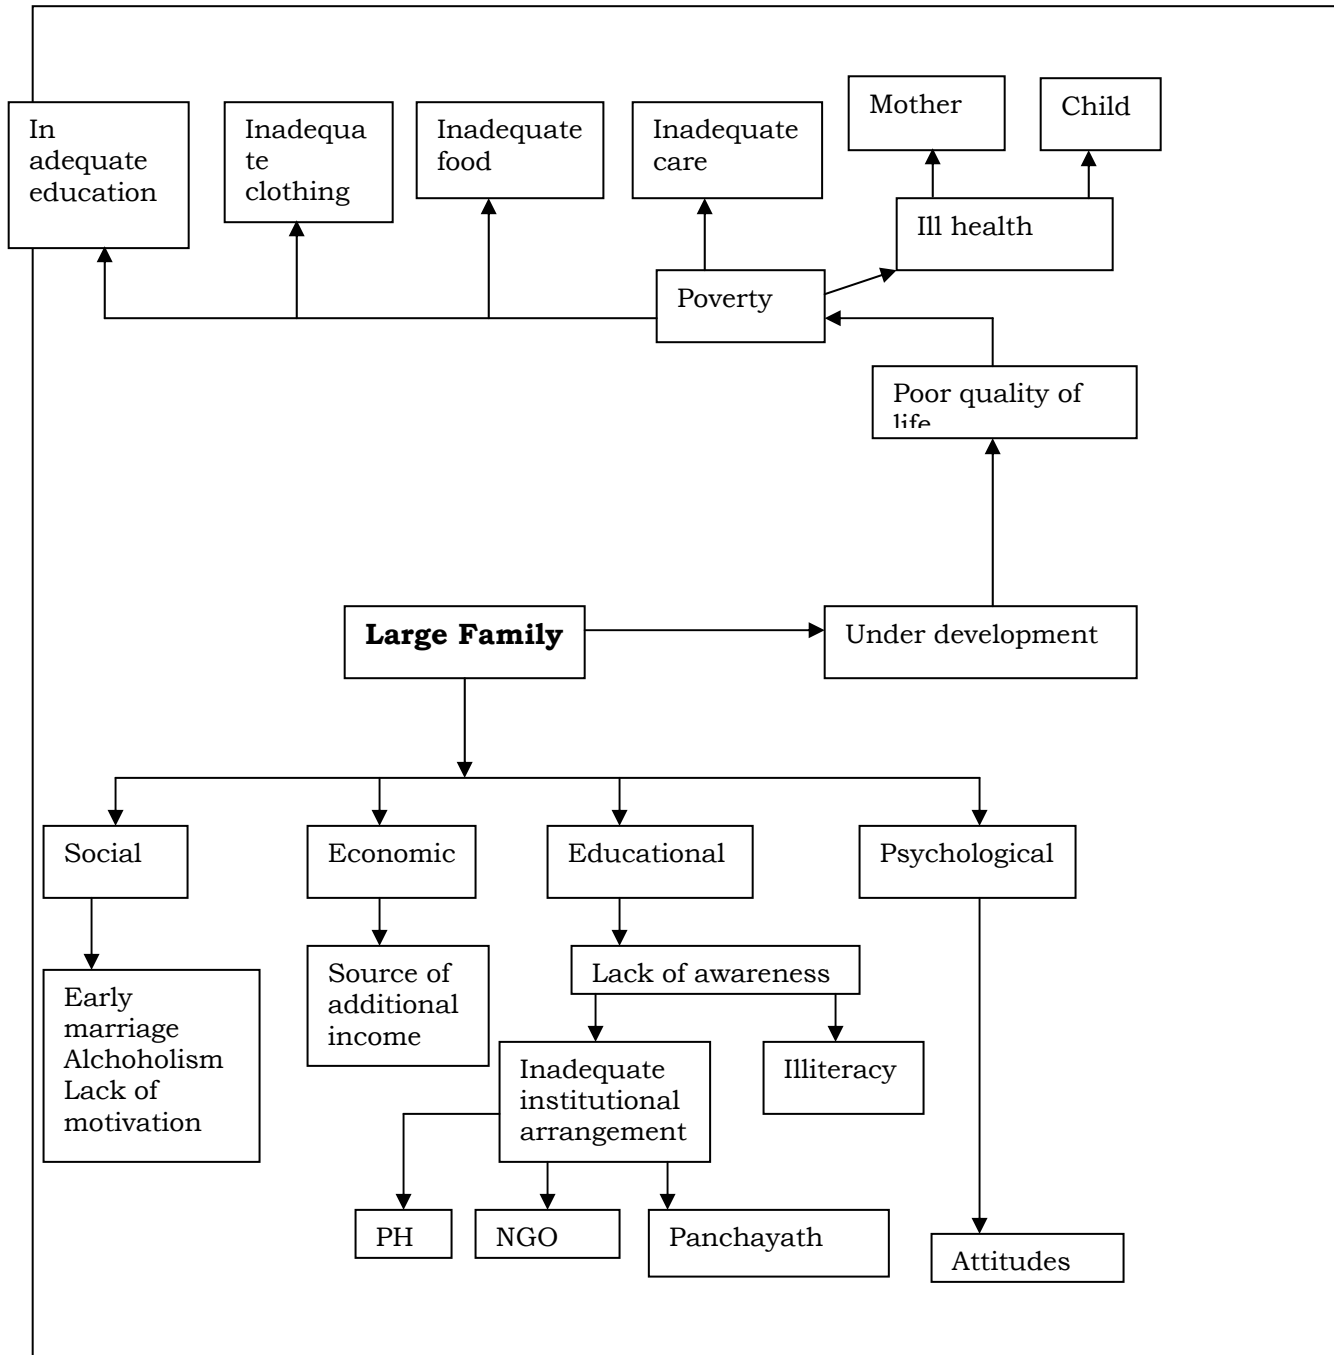 Mother
Child
In
adequate
education
Inadequa
te
clothing
Inadequate
food
Inadequate
care
Ill health
Poverty
Poor quality of
life
Large Family
Under development
Social
Economic
Educational
Psychological
Early
marriage
Alchoholism
Lack of
motivation
Source of
additional
income
Lack of awareness
Inadequate
institutional
arrangement
Illiteracy
PH
NGO
Panchayath
Attitudes